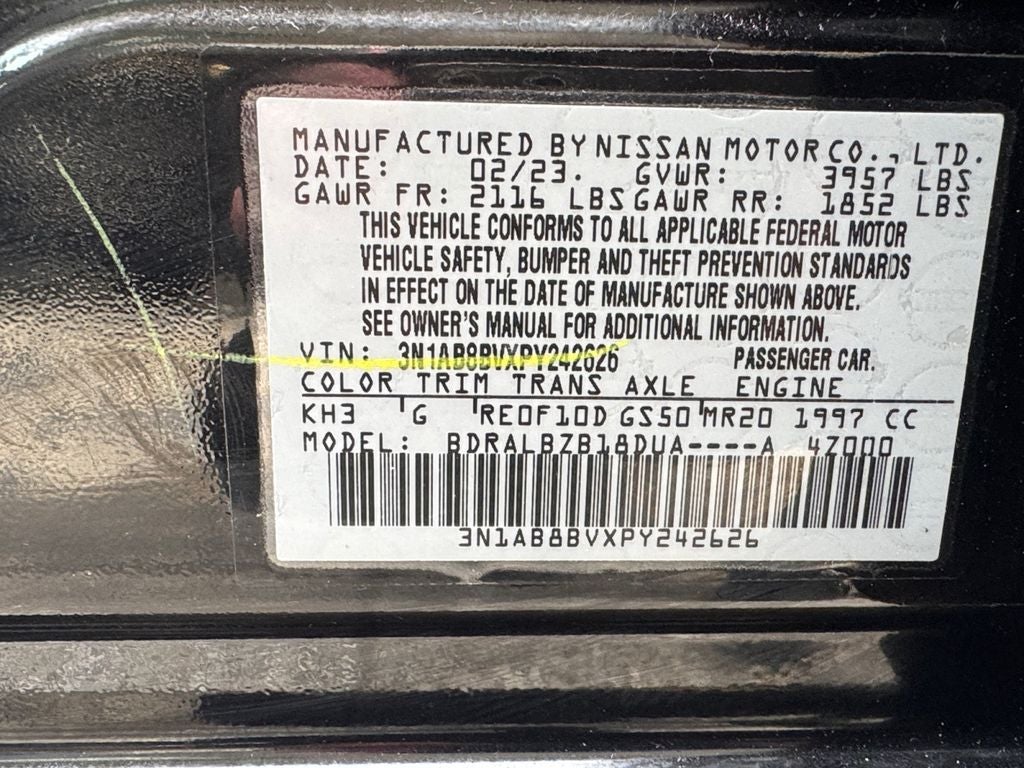 MANUFACTURED BY NISSAN MOTOR CO., LTD.
DATE: 02/23. GVWR: 3957 LBS
GAWR FR: 2116 LBS GAWR RR: 1852 LBS
THIS VEHICLE CONFORMS TO ALL APPLICABLE FEDERAL MOTOR
VEHICLE SAFETY, BUMPER AND THEFT PREVENTION STANDARDS
IN EFFECT ON THE DATE OF MANUFACTURE SHOWN ABOVE.
SEE OWNER'S MANUAL FOR ADDITIONAL INFORMATION.
VIN: 3N1AB8BVXPY242626 PASSENGER CAR.
COLOR TRIM TRANS AXLE ENGINE
KH3 G RE0F10D GS50 MR20 1997 CC
MODEL: BDRALBZB18DUA----A 4Z000
3N1AB8BVXPY242626